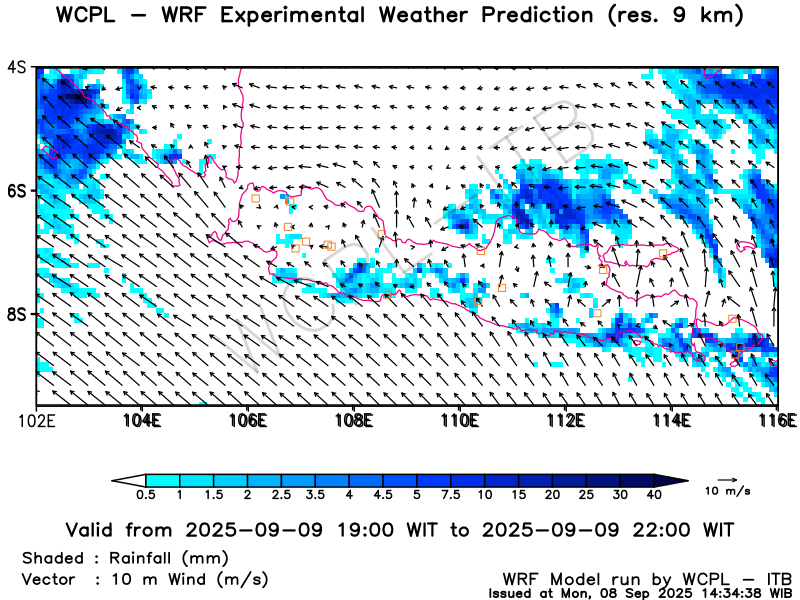 WCPL – WRF Experimental Weather Prediction (res. 9 km)
4S
6S
8S
WCPL-ITB
102E 104E 106E 108E 110E 112E 114E 116E
0.5 1 1.5 2 2.5 3.5 4 4.5 5 7.5 10 15 20 25 30 40
10 m/s
Valid from 2025-09-09 19:00 WIT to 2025-09-09 22:00 WIT
Shaded : Rainfall (mm)
Vector : 10 m Wind (m/s)
WRF Model run by WCPL – ITB
Issued at Mon, 08 Sep 2025 14:34:38 WIB